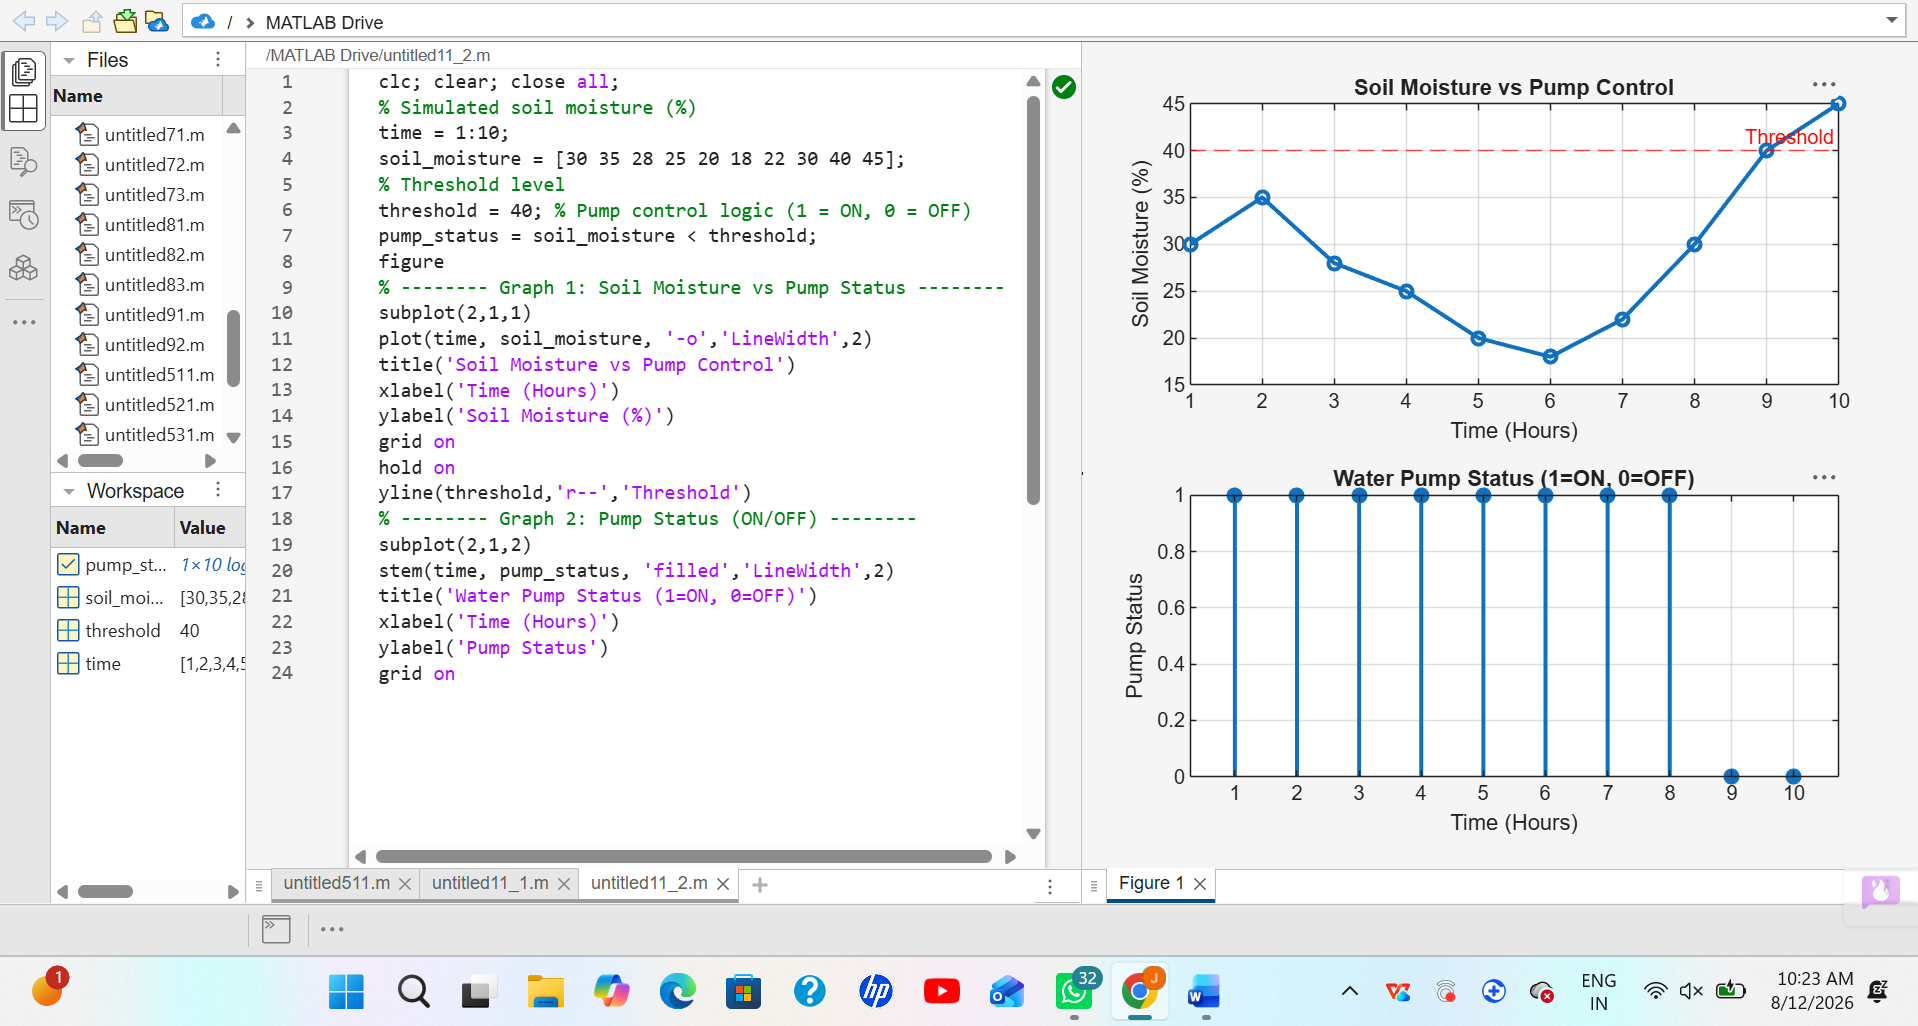 / > MATLAB Drive
Files
Name
untitled71.m
untitled72.m
untitled73.m
untitled81.m
untitled82.m
untitled83.m
untitled91.m
untitled92.m
untitled511.m
untitled521.m
untitled531.m
Workspace
Name Value
pump_st... 1×10 log
soil_moi... [30,35,28
threshold 40
time [1,2,3,4,5
/MATLAB Drive/untitled11_2.m
1 clc; clear; close all;
2 % Simulated soil moisture (%)
3 time = 1:10;
4 soil_moisture = [30 35 28 25 20 18 22 30 40 45];
5 % Threshold level
6 threshold = 40; % Pump control logic (1 = ON, 0 = OFF)
7 pump_status = soil_moisture < threshold;
8 figure
9 % -------- Graph 1: Soil Moisture vs Pump Status --------
10 subplot(2,1,1)
11 plot(time, soil_moisture, '-o','LineWidth',2)
12 title('Soil Moisture vs Pump Control')
13 xlabel('Time (Hours)')
14 ylabel('Soil Moisture (%)')
15 grid on
16 hold on
17 yline(threshold,'r--','Threshold')
18 % -------- Graph 2: Pump Status (ON/OFF) --------
19 subplot(2,1,2)
20 stem(time, pump_status, 'filled','LineWidth',2)
21 title('Water Pump Status (1=ON, 0=OFF)')
22 xlabel('Time (Hours)')
23 ylabel('Pump Status')
24 grid on
untitled511.m untitled11_1.m untitled11_2.m
Soil Moisture vs Pump Control
45
40
35
30
25
20
15
Soil Moisture (%)
Threshold
1 2 3 4 5 6 7 8 9 10
Time (Hours)
Water Pump Status (1=ON, 0=OFF)
1
0.8
0.6
0.4
0.2
0
Pump Status
1 2 3 4 5 6 7 8 9 10
Time (Hours)
Figure 1
1
hp
32
J
ENG
IN
10:23 AM
8/12/2026